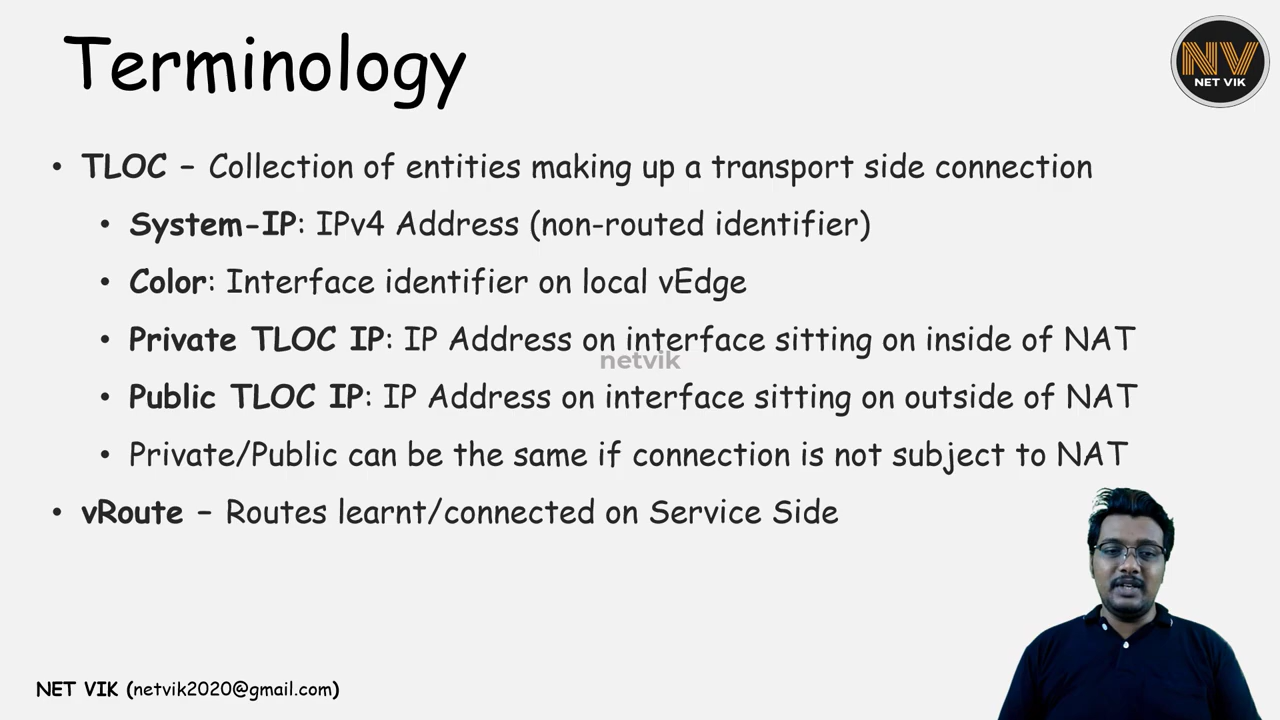 Terminology
NV
NET VIK
• TLOC – Collection of entities making up a transport side connection
• System-IP: IPv4 Address (non-routed identifier)
• Color: Interface identifier on local vEdge
• Private TLOC IP: IP Address on interface sitting on inside of NAT
netvik
• Public TLOC IP: IP Address on interface sitting on outside of NAT
• Private/Public can be the same if connection is not subject to NAT
• vRoute – Routes learnt/connected on Service Side
NET VIK (netvik2020@gmail.com)